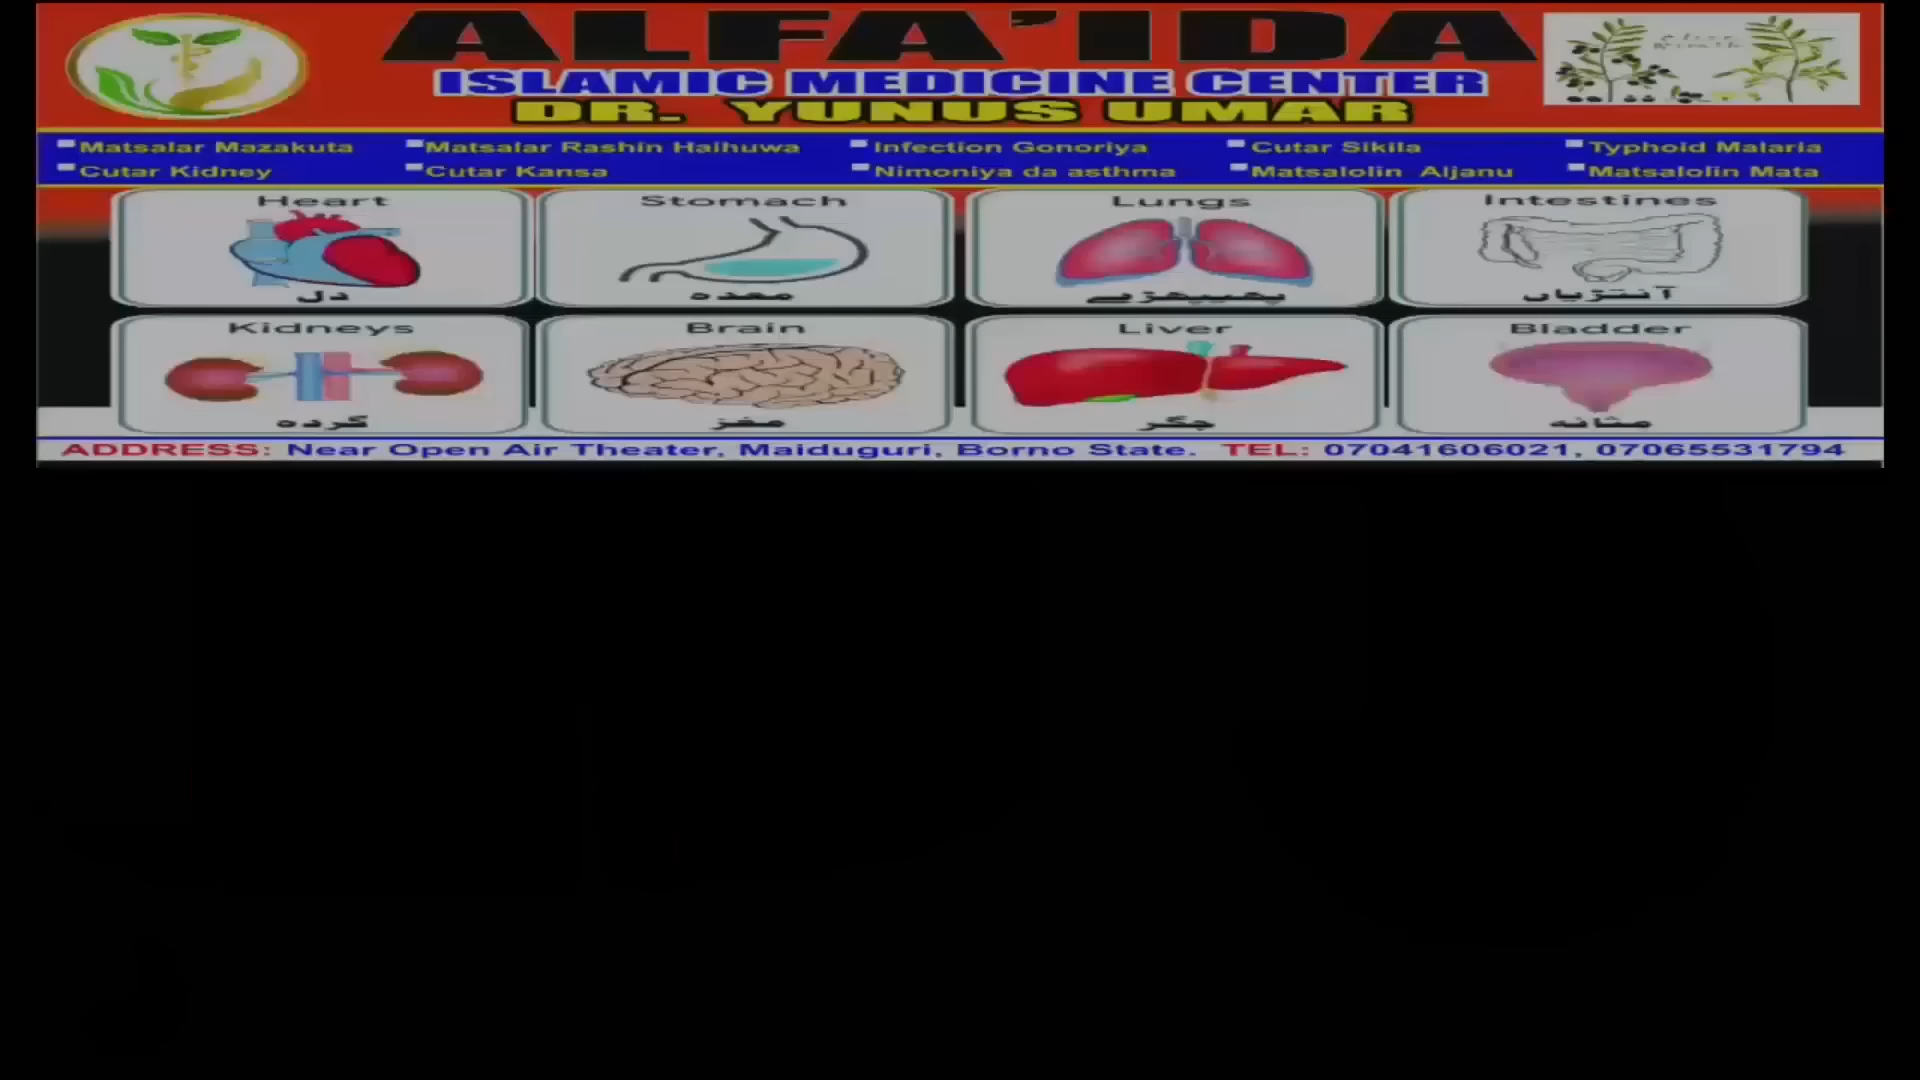 ALFA'IDA
ISLAMIC MEDICINE CENTER
DR. YUNUS UMAR
Matsalar Mazakuta Matsalar Rashin Haihuwa Infection Gonoriya Cutar Sikila Typhoid Malaria
Cutar Kidney Cutar Kansa Nimoniya da asthma Matsalolin Aljanu Matsalolin Mata
Heart Stomach Lungs Intestines
دل معدہ پھیپھڑے آنتڑیاں
Kidneys Brain Liver Bladder
گردہ مغز جگر مثانہ
ADDRESS: Near Open Air Theater, Maiduguri, Borno State. TEL: 07041606021, 07065531794